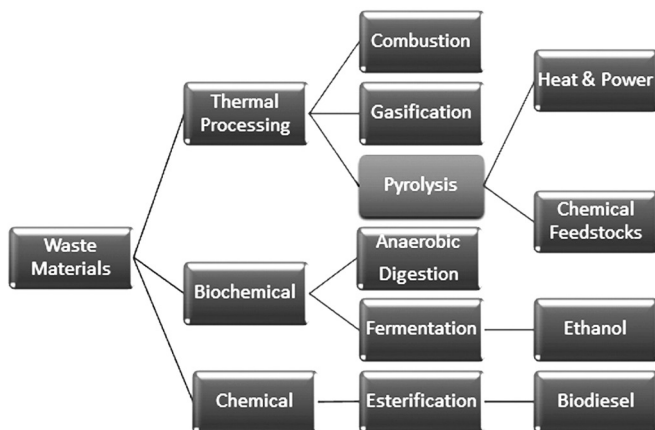 Combustion
Heat & Power
Thermal
Processing
Gasification
Pyrolysis
Chemical
Feedstocks
Waste
Materials
Anaerobic
Digestion
Biochemical
Fermentation
Ethanol
Chemical
Esterification
Biodiesel